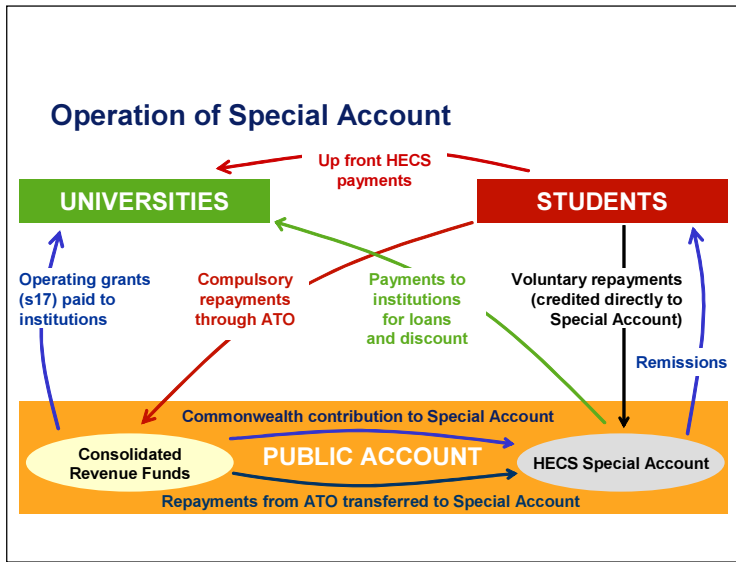 Operation of Special Account
Up front HECS
payments
UNIVERSITIES
STUDENTS
Operating grants
(s17) paid to
institutions
Compulsory
repayments
through ATO
Payments to
institutions
for loans
and discount
Voluntary repayments
(credited directly to
Special Account)
Remissions
Commonwealth contribution to Special Account
Consolidated
Revenue Funds
PUBLIC ACCOUNT
HECS Special Account
Repayments from ATO transferred to Special Account